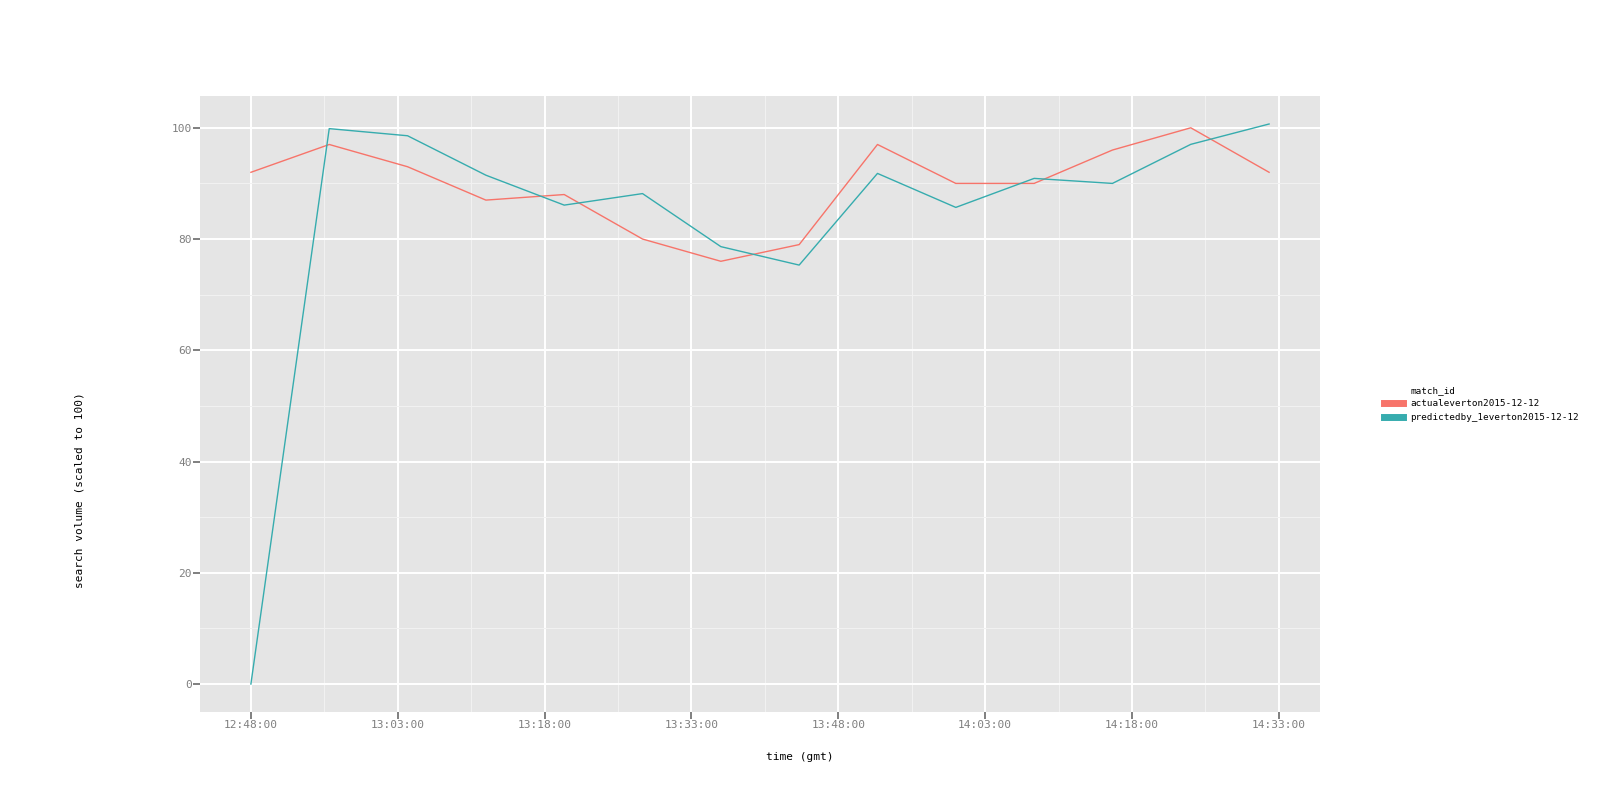 100
80
60
40
20
0
search volume (scaled to 100)
12:48:00 13:03:00 13:18:00 13:33:00 13:48:00 14:03:00 14:18:00 14:33:00
time (gmt)
match_id
actualeverton2015-12-12
predictedby_1everton2015-12-12